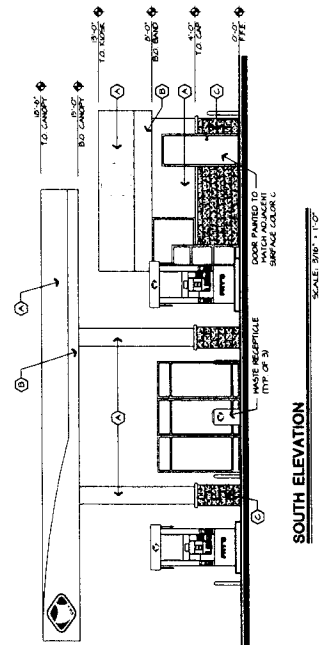 18'-6"
T.O. CANOPY
15'-0"
B.O. CANOPY
A
B
A
C
13'-0"
T.O. KIOSK
8'-0"
B.O. BAND
4'-0"
T.O. CAP
0'-0"
F.F.E.
A
B
A
C
WASTE RECEPTICLE
(TYP. OF 3)
DOOR PAINTED TO
MATCH ADJACENT
SURFACE COLOR C
SOUTH ELEVATION
SCALE: 3/16" = 1'-0"